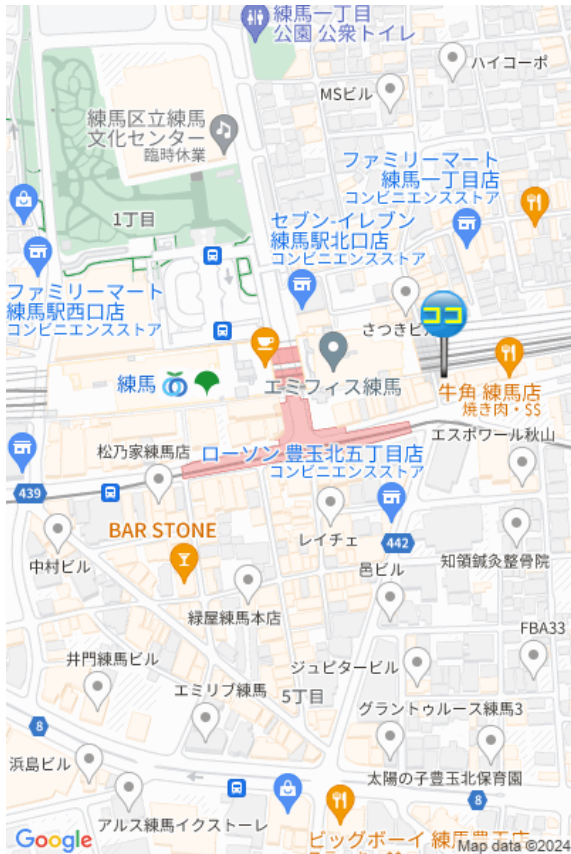 練馬一丁目
公園 公衆トイレ
ハイコーポ
MSビル
練馬区立練馬
文化センター
臨時休業
ファミリーマート
練馬一丁目店
コンビニエンスストア
1丁目
セブン-イレブン
練馬駅北口店
コンビニエンスストア
ファミリーマート
練馬駅西口店
コンビニエンスストア
ココ
練馬
エミフィス練馬
牛角 練馬店
焼き肉・SS
エスポワール秋山
松乃家練馬店
ローソン 豊玉北五丁目店
コンビニエンスストア
439
BAR STONE
レイチェ
442
知領鍼灸整骨院
中村ビル
邑ビル
緑屋練馬本店
FBA33
井門練馬ビル
ジュピタービル
エミリブ練馬
5丁目
グラントゥルース練馬3
8
浜島ビル
太陽の子豊玉北保育園
8
アルス練馬イクストーレ
Google
Map data ©2024